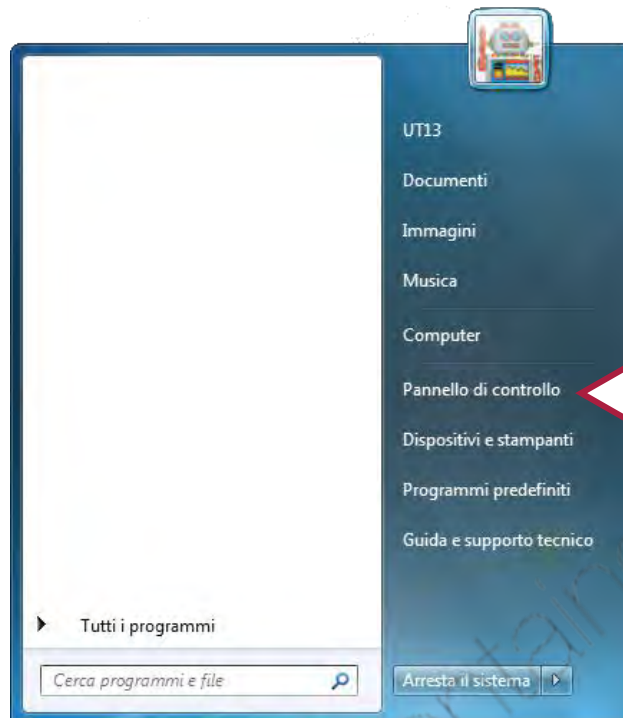 UT13
Documenti
Immagini
Musica
Computer
Pannello di controllo
Dispositivi e stampanti
Programmi predefiniti
Guida e supporto tecnico
Tutti i programmi
Cerca programmi e file
Arresta il sistema